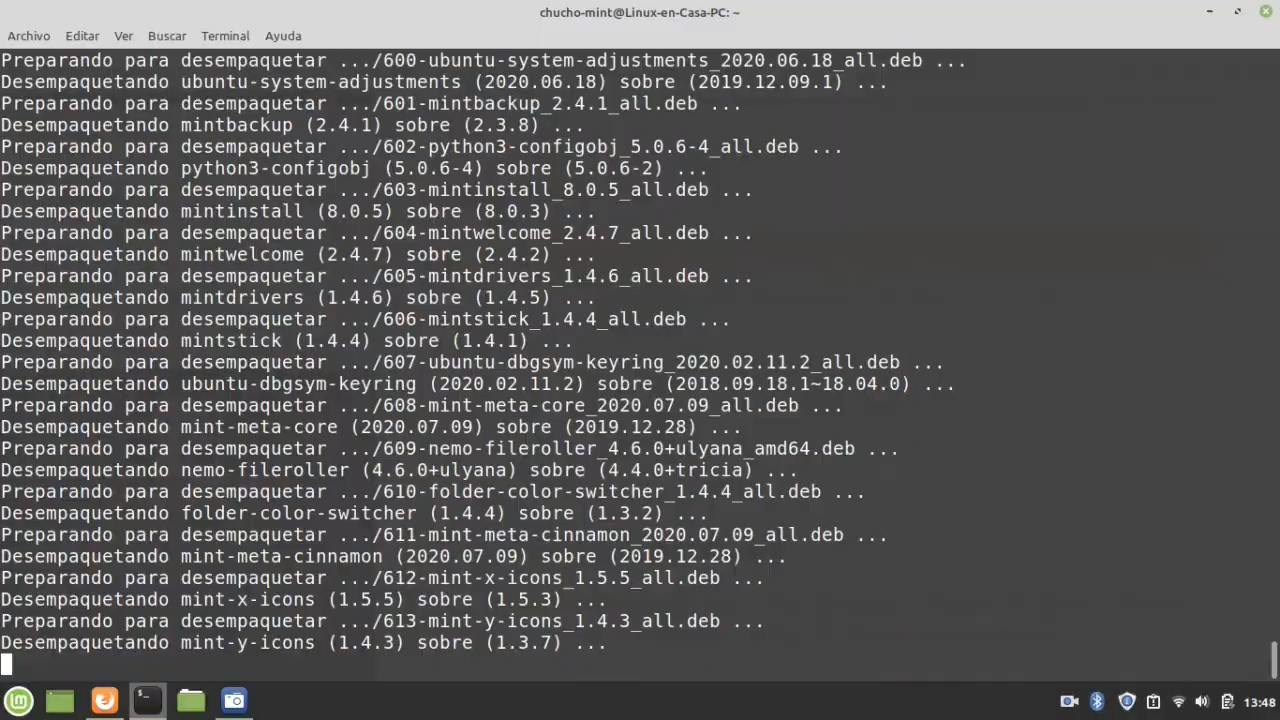 chucho-mint@Linux-en-Casa-PC: ~
Archivo Editar Ver Buscar Terminal Ayuda
Preparando para desempaquetar .../600-ubuntu-system-adjustments_2020.06.18_all.deb ...
Desempaquetando ubuntu-system-adjustments (2020.06.18) sobre (2019.12.09.1) ...
Preparando para desempaquetar .../601-mintbackup_2.4.1_all.deb ...
Desempaquetando mintbackup (2.4.1) sobre (2.3.8) ...
Preparando para desempaquetar .../602-python3-configobj_5.0.6-4_all.deb ...
Desempaquetando python3-configobj (5.0.6-4) sobre (5.0.6-2) ...
Preparando para desempaquetar .../603-mintinstall_8.0.5_all.deb ...
Desempaquetando mintinstall (8.0.5) sobre (8.0.3) ...
Preparando para desempaquetar .../604-mintwelcome_2.4.7_all.deb ...
Desempaquetando mintwelcome (2.4.7) sobre (2.4.2) ...
Preparando para desempaquetar .../605-mintdrivers_1.4.6_all.deb ...
Desempaquetando mintdrivers (1.4.6) sobre (1.4.5) ...
Preparando para desempaquetar .../606-mintstick_1.4.4_all.deb ...
Desempaquetando mintstick (1.4.4) sobre (1.4.1) ...
Preparando para desempaquetar .../607-ubuntu-dbgsym-keyring_2020.02.11.2_all.deb ...
Desempaquetando ubuntu-dbgsym-keyring (2020.02.11.2) sobre (2018.09.18.1~18.04.0) ...
Preparando para desempaquetar .../608-mint-meta-core_2020.07.09_all.deb ...
Desempaquetando mint-meta-core (2020.07.09) sobre (2019.12.28) ...
Preparando para desempaquetar .../609-nemo-fileroller_4.6.0+ulyana_amd64.deb ...
Desempaquetando nemo-fileroller (4.6.0+ulyana) sobre (4.4.0+tricia) ...
Preparando para desempaquetar .../610-folder-color-switcher_1.4.4_all.deb ...
Desempaquetando folder-color-switcher (1.4.4) sobre (1.3.2) ...
Preparando para desempaquetar .../611-mint-meta-cinnamon_2020.07.09_all.deb ...
Desempaquetando mint-meta-cinnamon (2020.07.09) sobre (2019.12.28) ...
Preparando para desempaquetar .../612-mint-x-icons_1.5.5_all.deb ...
Desempaquetando mint-x-icons (1.5.5) sobre (1.5.3) ...
Preparando para desempaquetar .../613-mint-y-icons_1.4.3_all.deb ...
Desempaquetando mint-y-icons (1.4.3) sobre (1.3.7) ...
13:48